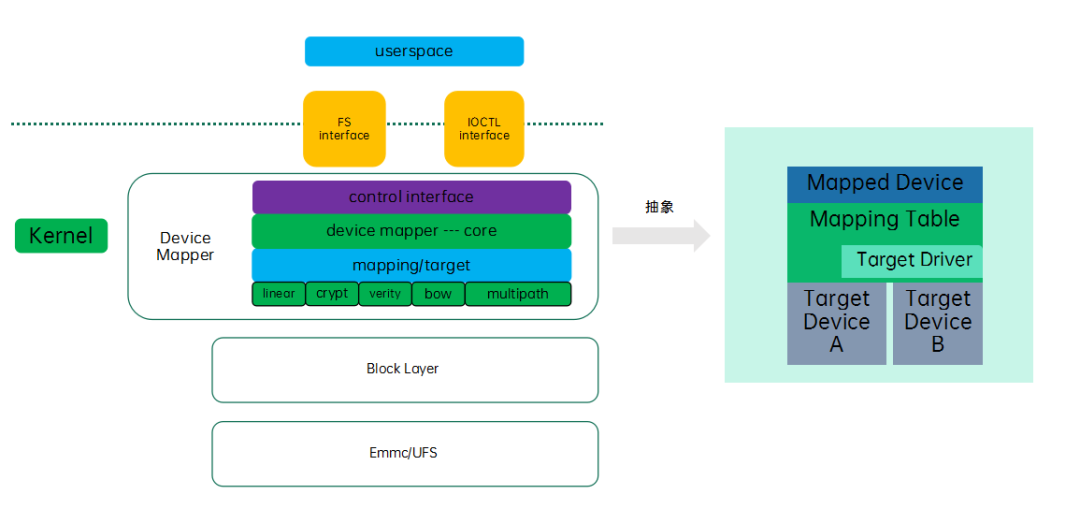 userspace
FS
interface
IOCTL
interface
Kernel
Device
Mapper
control interface
device mapper --- core
mapping/target
linear
crypt
verity
bow
multipath
Block Layer
Emmc/UFS
抽象
Mapped Device
Mapping Table
Target Driver
Target
Device
A
Target
Device
B